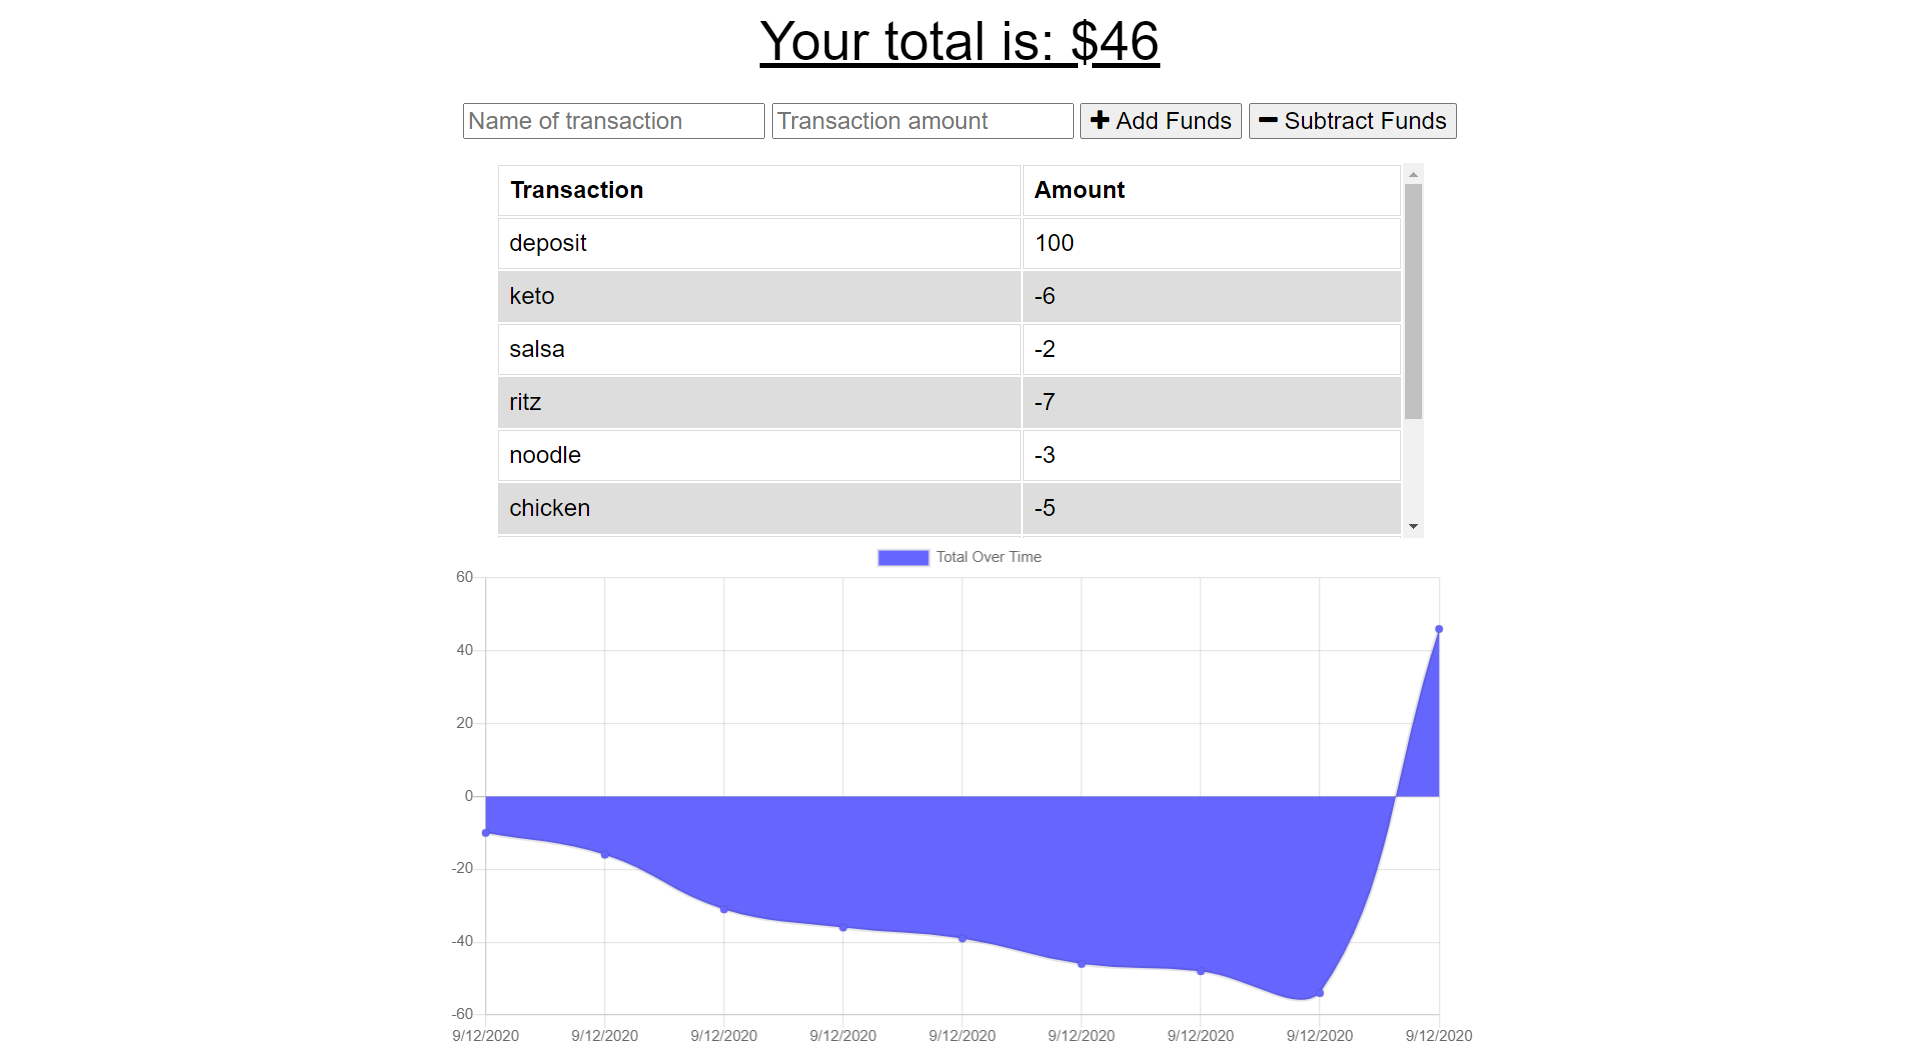 Your total is: $46
Name of transaction Transaction amount Add Funds Subtract Funds
Transaction Amount
deposit 100
keto -6
salsa -2
ritz -7
noodle -3
chicken -5
Total Over Time
60
40
20
0
-20
-40
-60
9/12/2020 9/12/2020 9/12/2020 9/12/2020 9/12/2020 9/12/2020 9/12/2020 9/12/2020 9/12/2020